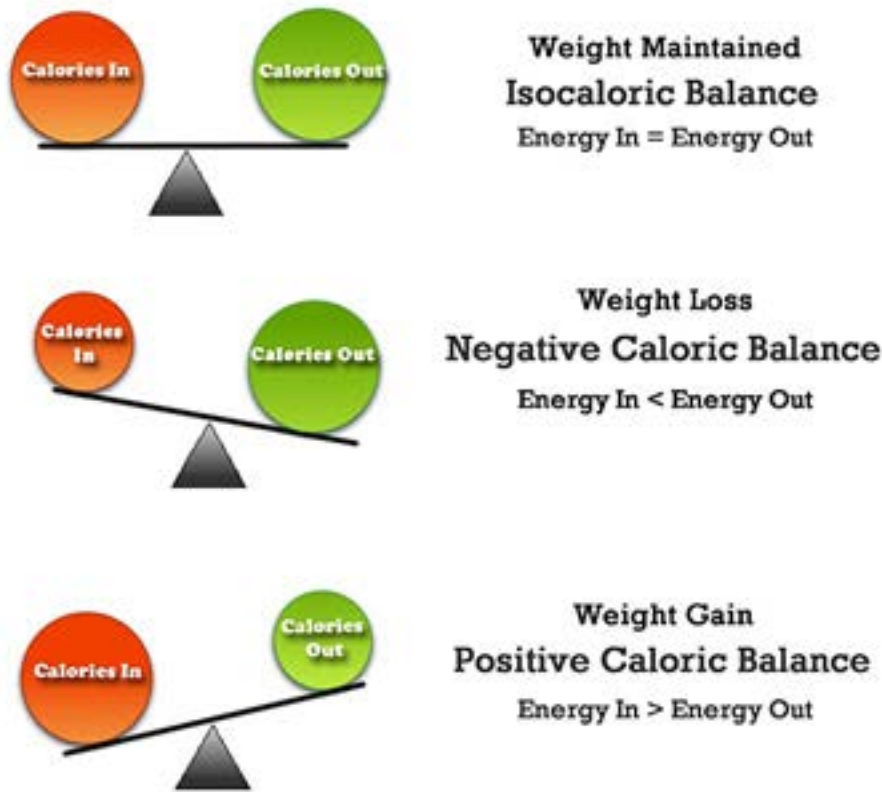 Calories In
Calories Out
Weight Maintained
Isocaloric Balance
Energy In = Energy Out
Calories
In
Calories Out
Weight Loss
Negative Caloric Balance
Energy In < Energy Out
Calories In
Calories
Out
Weight Gain
Positive Caloric Balance
Energy In > Energy Out